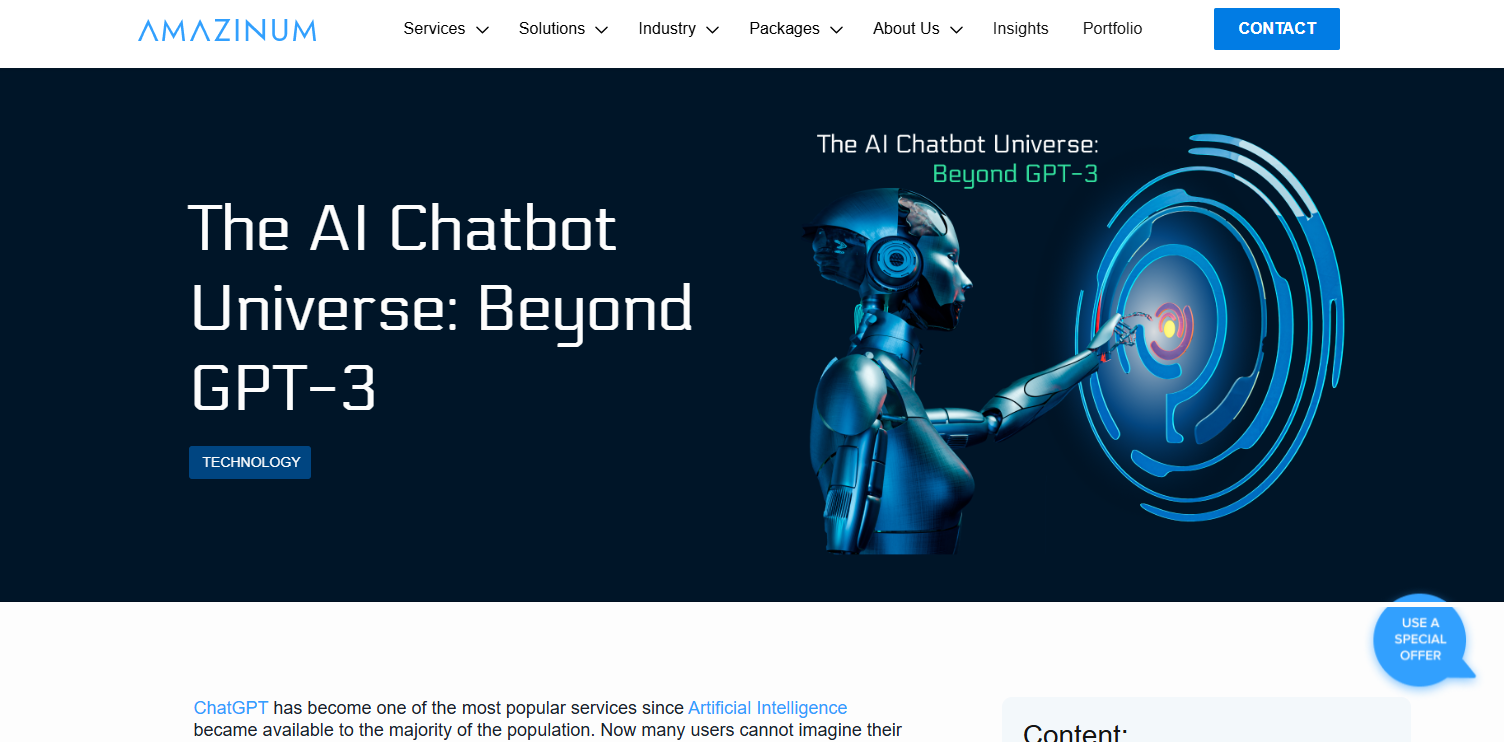 AMAZINUM
Services
Solutions
Industry
Packages
About Us
Insights
Portfolio
CONTACT
The AI Chatbot
Universe: Beyond
GPT-3
TECHNOLOGY
The AI Chatbot Universe:
Beyond GPT-3
USE A
SPECIAL
OFFER
ChatGPT has become one of the most popular services since Artificial Intelligence
became available to the majority of the population. Now many users cannot imagine their
Content: